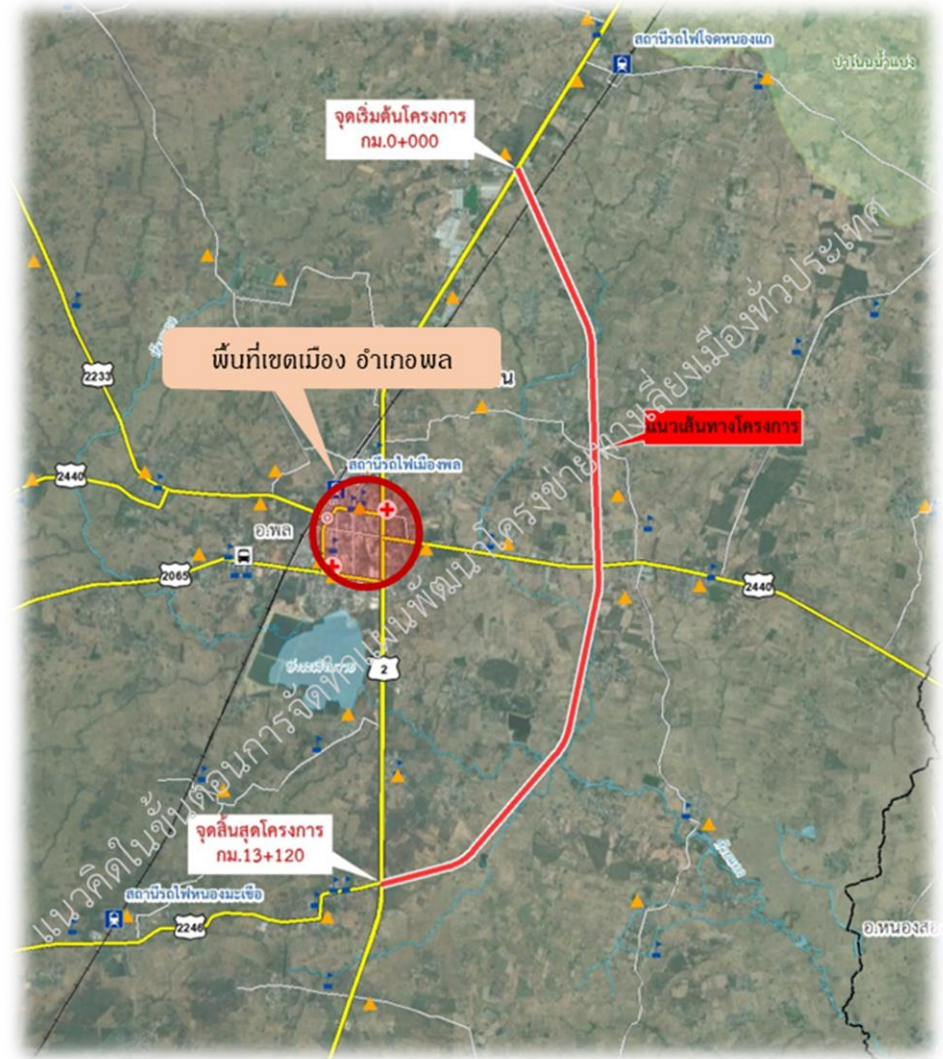 สถานีรถไฟโจดหนองแก
ป่าโนนน้ำแบ่ง
จุดเริ่มต้นโครงการ
กม.0+000
พื้นที่เขตเมือง อำเภอพล
2233
แนวเส้นทางโครงการ
สถานีรถไฟเมืองพล
2440
อ.พล
2065
2440
2
จุดสิ้นสุดโครงการ
กม.13+120
สถานีรถไฟหนองมะเขือ
2246
อ.หนองสอ
แนวคิดในขั้นตอนการจัดทำแผนพัฒนาโครงข่ายทางเลี่ยงเมืองทั่วประเทศ